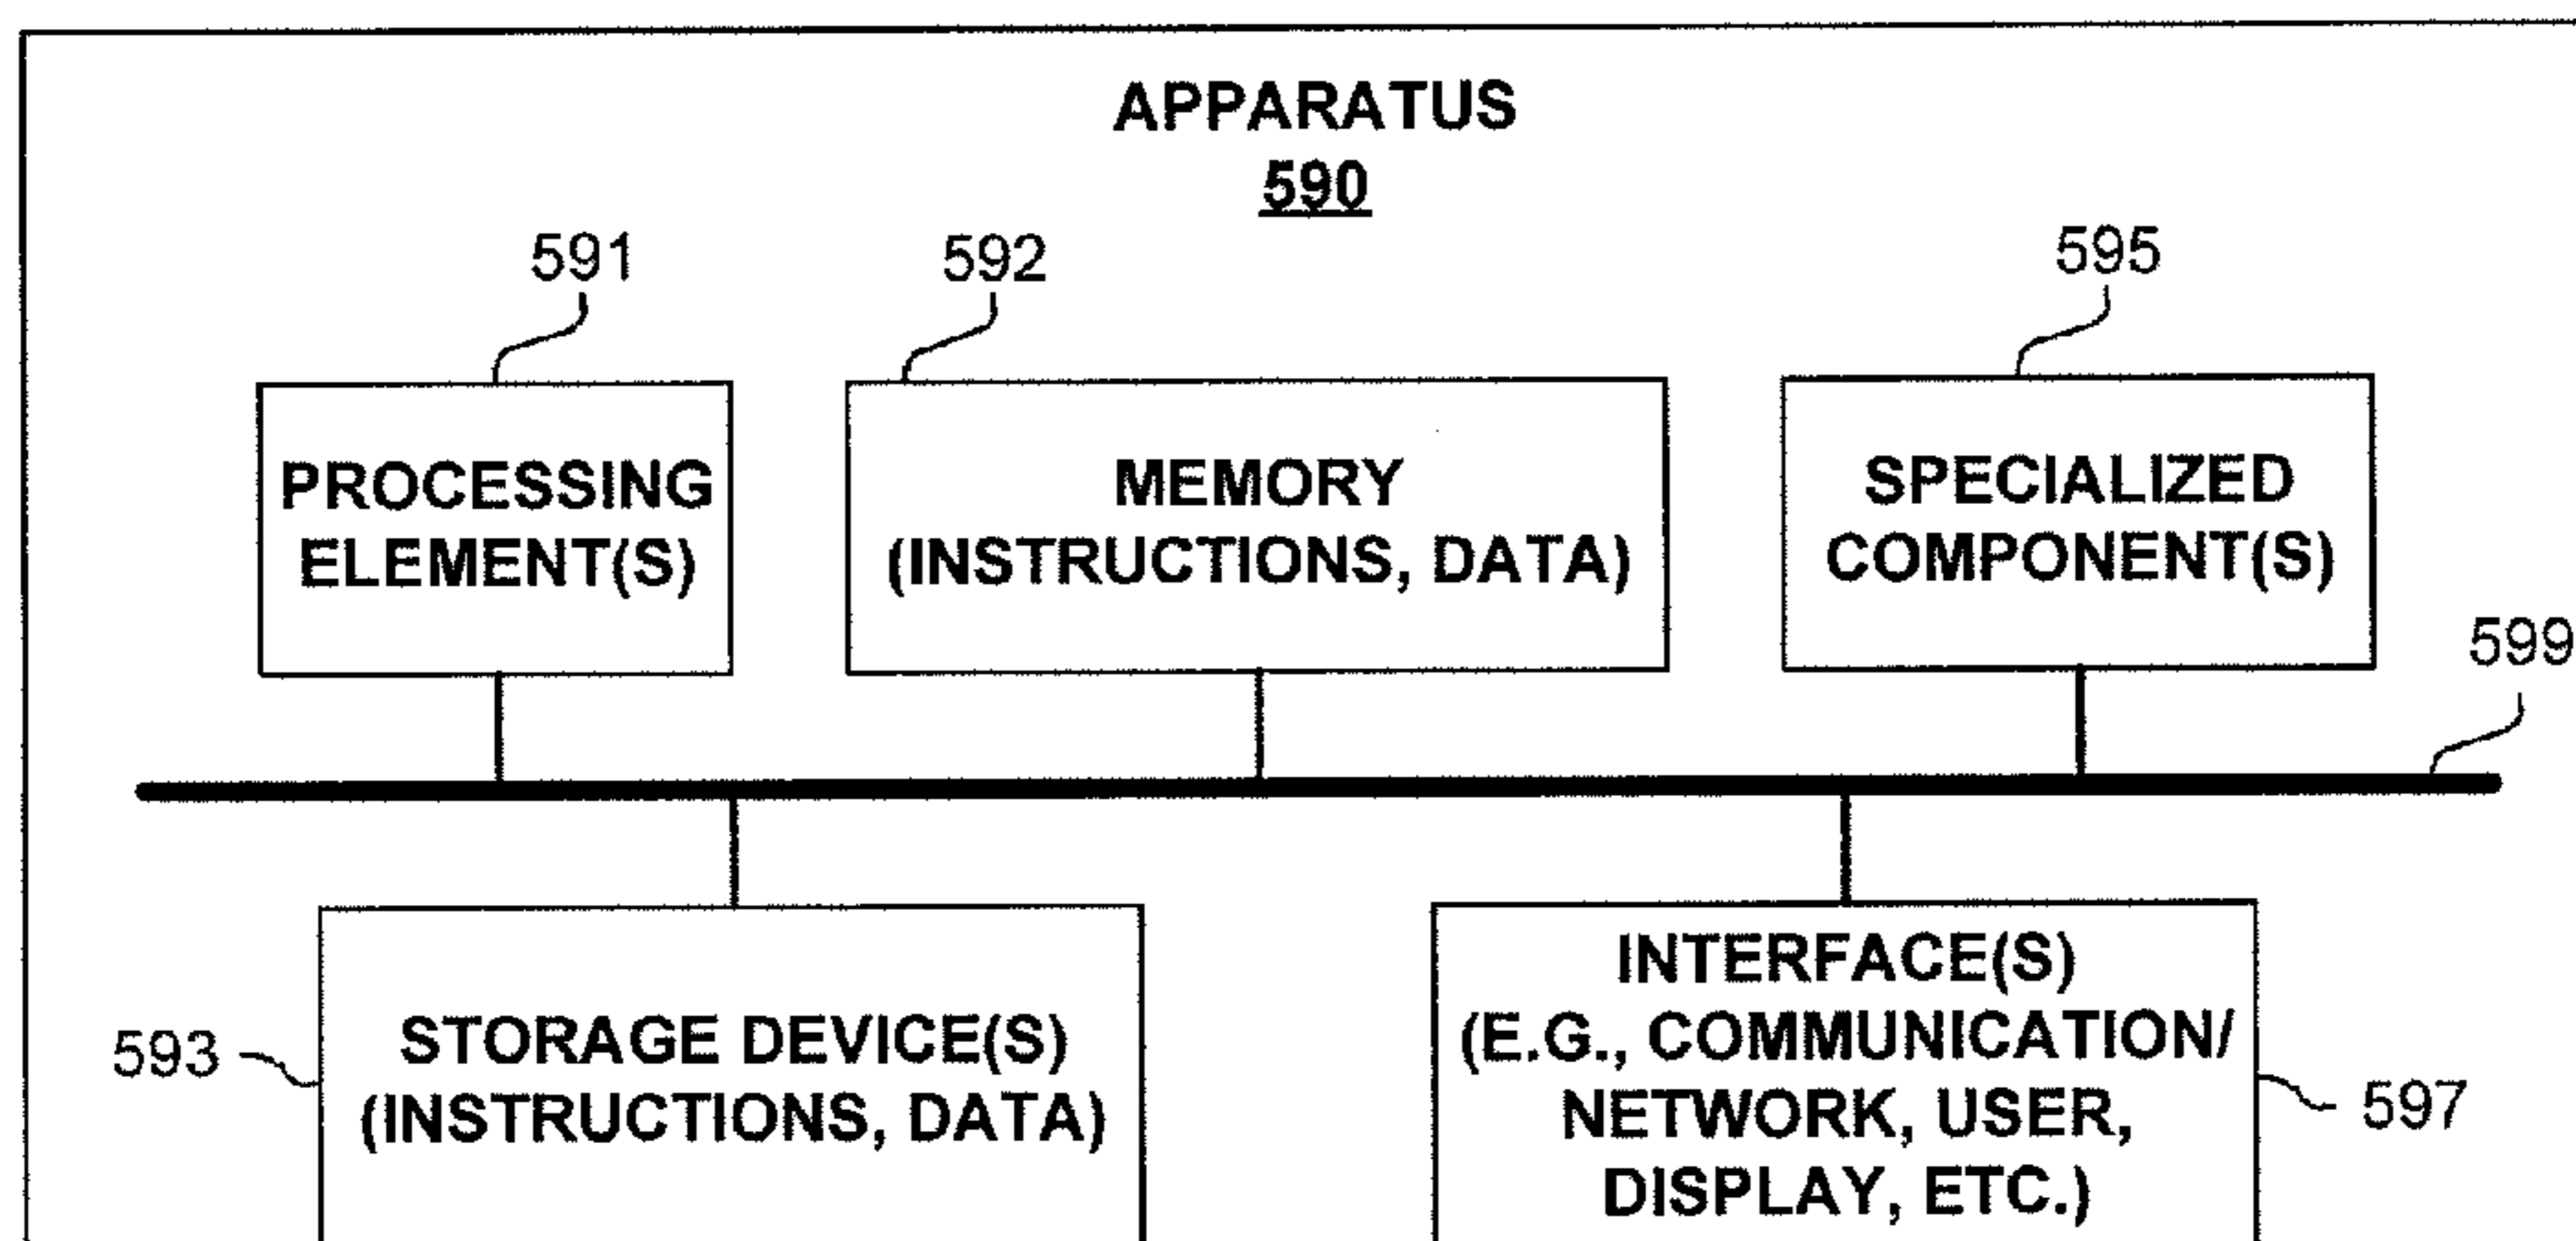 APPARATUS
590
591
592
595
PROCESSING
ELEMENT(S)
MEMORY
(INSTRUCTIONS, DATA)
SPECIALIZED
COMPONENT(S)
599
593
STORAGE DEVICE(S)
(INSTRUCTIONS, DATA)
INTERFACE(S)
(E.G., COMMUNICATION/
NETWORK, USER,
DISPLAY, ETC.)
597